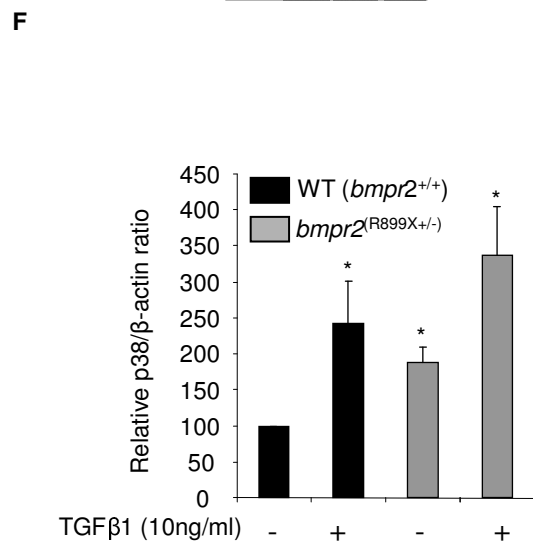 F
450
400
350
300
250
200
150
100
50
0
Relative p38/β-actin ratio
WT (bmpr2+/+)
bmpr2(R899X+/-)
*
*
*
TGFβ1 (10ng/ml) - + - +